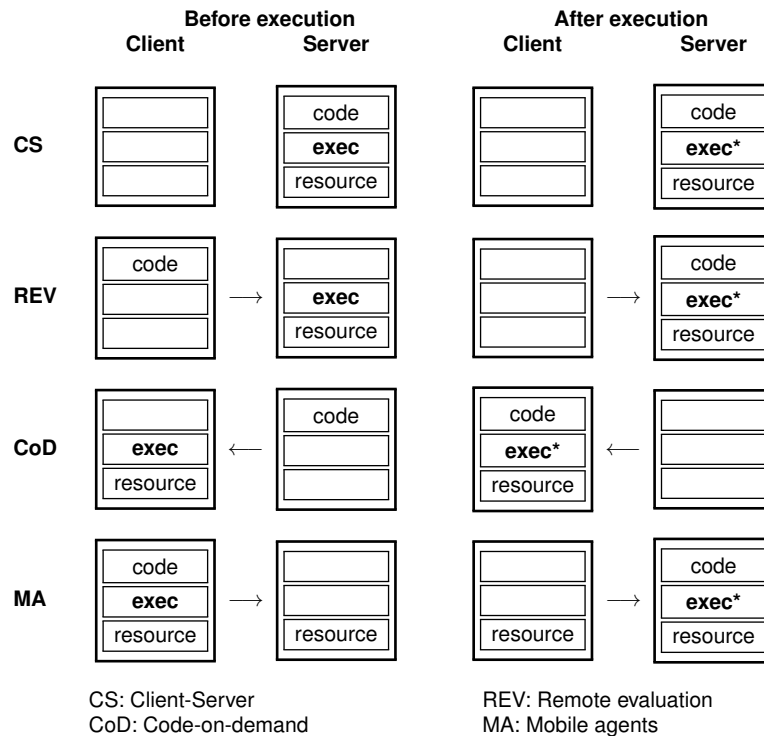 Before execution After execution
Client Server Client Server
code code
CS exec exec*
resource resource
code code
REV exec exec*
resource resource
code code
CoD exec exec*
resource resource
code code
MA exec exec*
resource resource resource
CS: Client-Server REV: Remote evaluation
CoD: Code-on-demand MA: Mobile agents